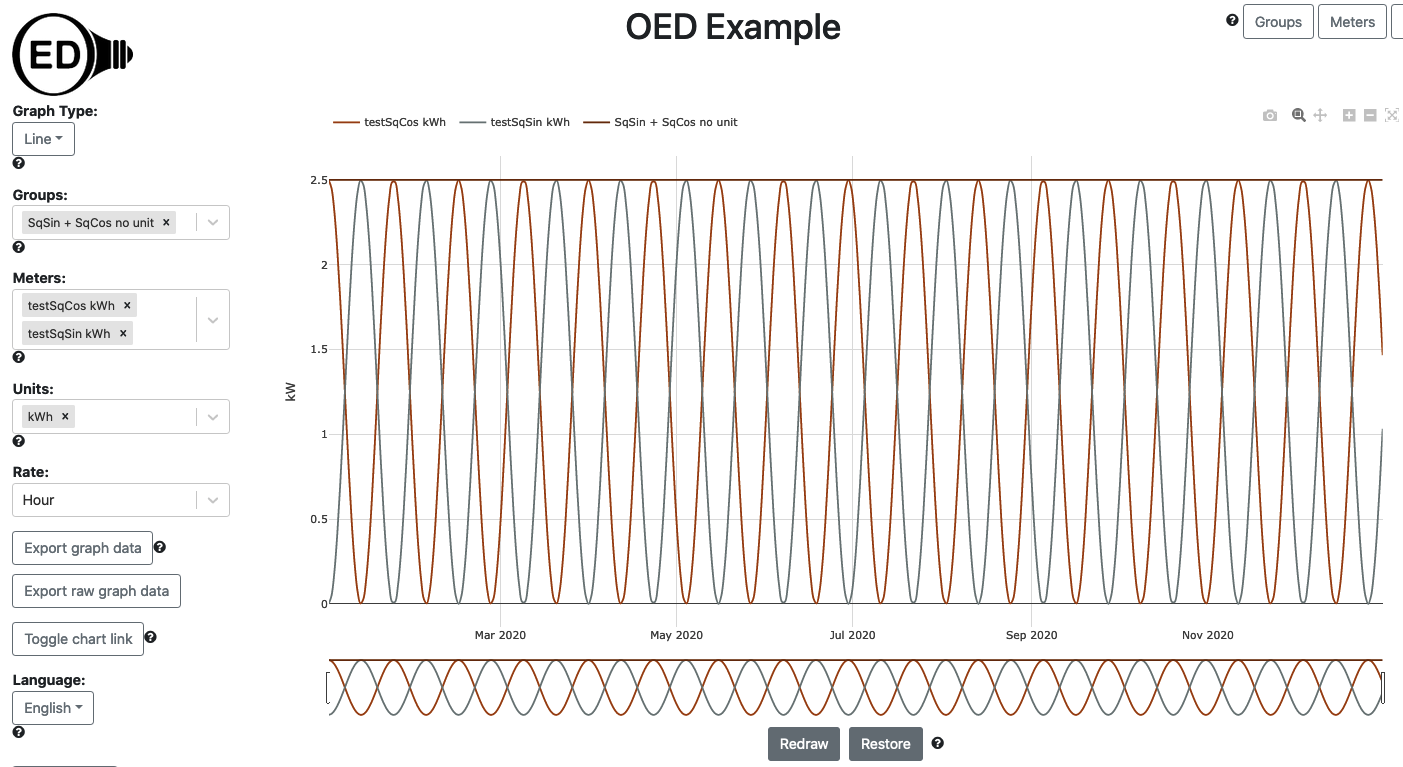 OED Example
Groups
Meters
ED
Graph Type:
Line
Groups:
SqSin + SqCos no unit ×
Meters:
testSqCos kWh ×
testSqSin kWh ×
Units:
kWh ×
Rate:
Hour
Export graph data
Export raw graph data
Toggle chart link
Language:
English
testSqCos kWh testSqSin kWh SqSin + SqCos no unit
2.5
2
1.5
1
0.5
0
kW
Mar 2020 May 2020 Jul 2020 Sep 2020 Nov 2020
Redraw Restore